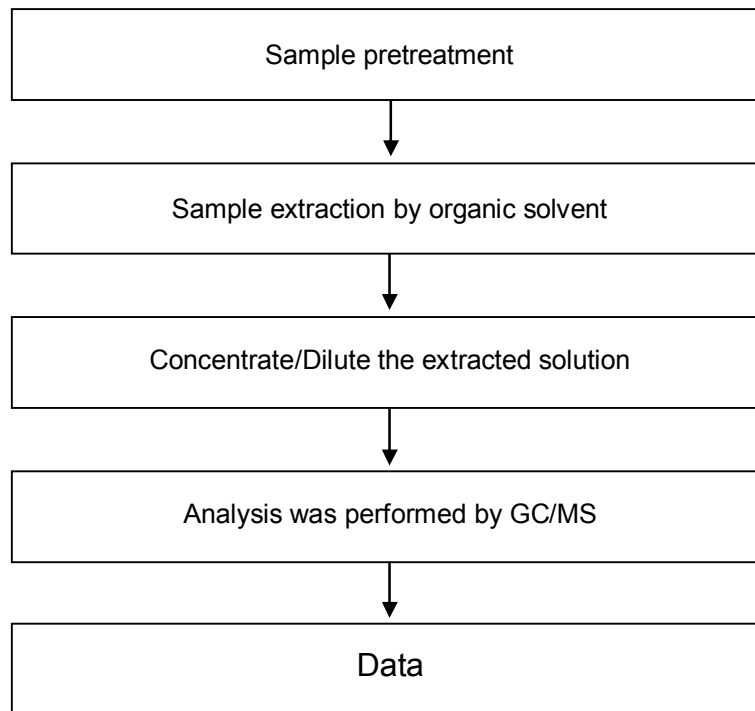 Sample pretreatment
Sample extraction by organic solvent
Concentrate/Dilute the extracted solution
Analysis was performed by GC/MS
Data